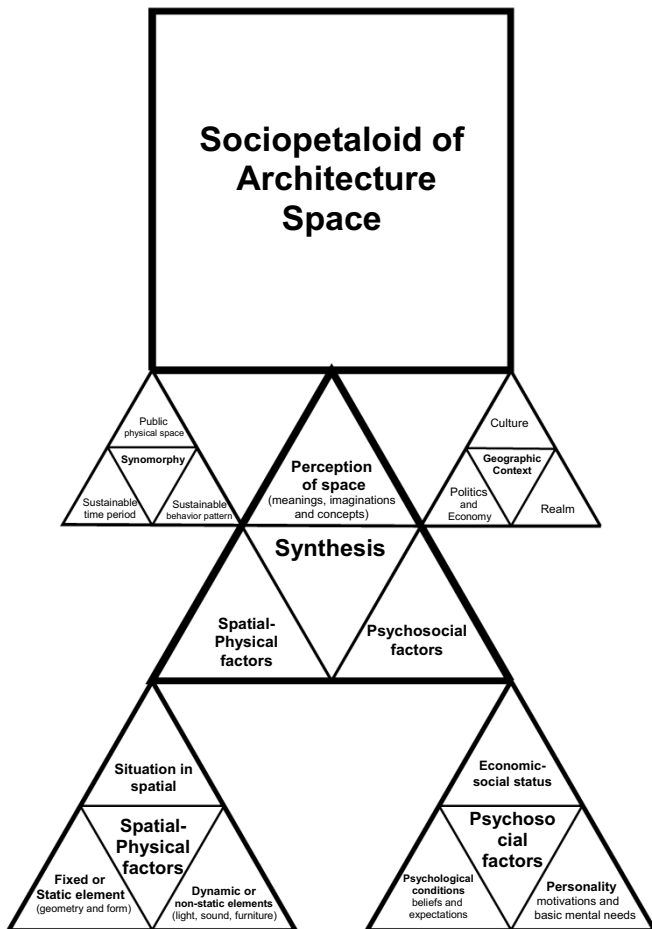 Sociopetaloid of
Architecture
Space
Public
physical space
Synomorphy
Sustainable
time period
Sustainable
behavior pattern
Perception
of space
(meanings, imaginations
and concepts)
Culture
Geographic
Context
Politics
and
Economy
Realm
Synthesis
Spatial-
Physical
factors
Psychosocial
factors
Situation in
spatial
Spatial-
Physical
factors
Fixed or
Static element
(geometry and form)
Dynamic or
non-static elements
(light, sound, furniture)
Economic-
social status
Psychoso
cial
factors
Psychological
conditions
beliefs and
expectations
Personality
motivations and
basic mental needs